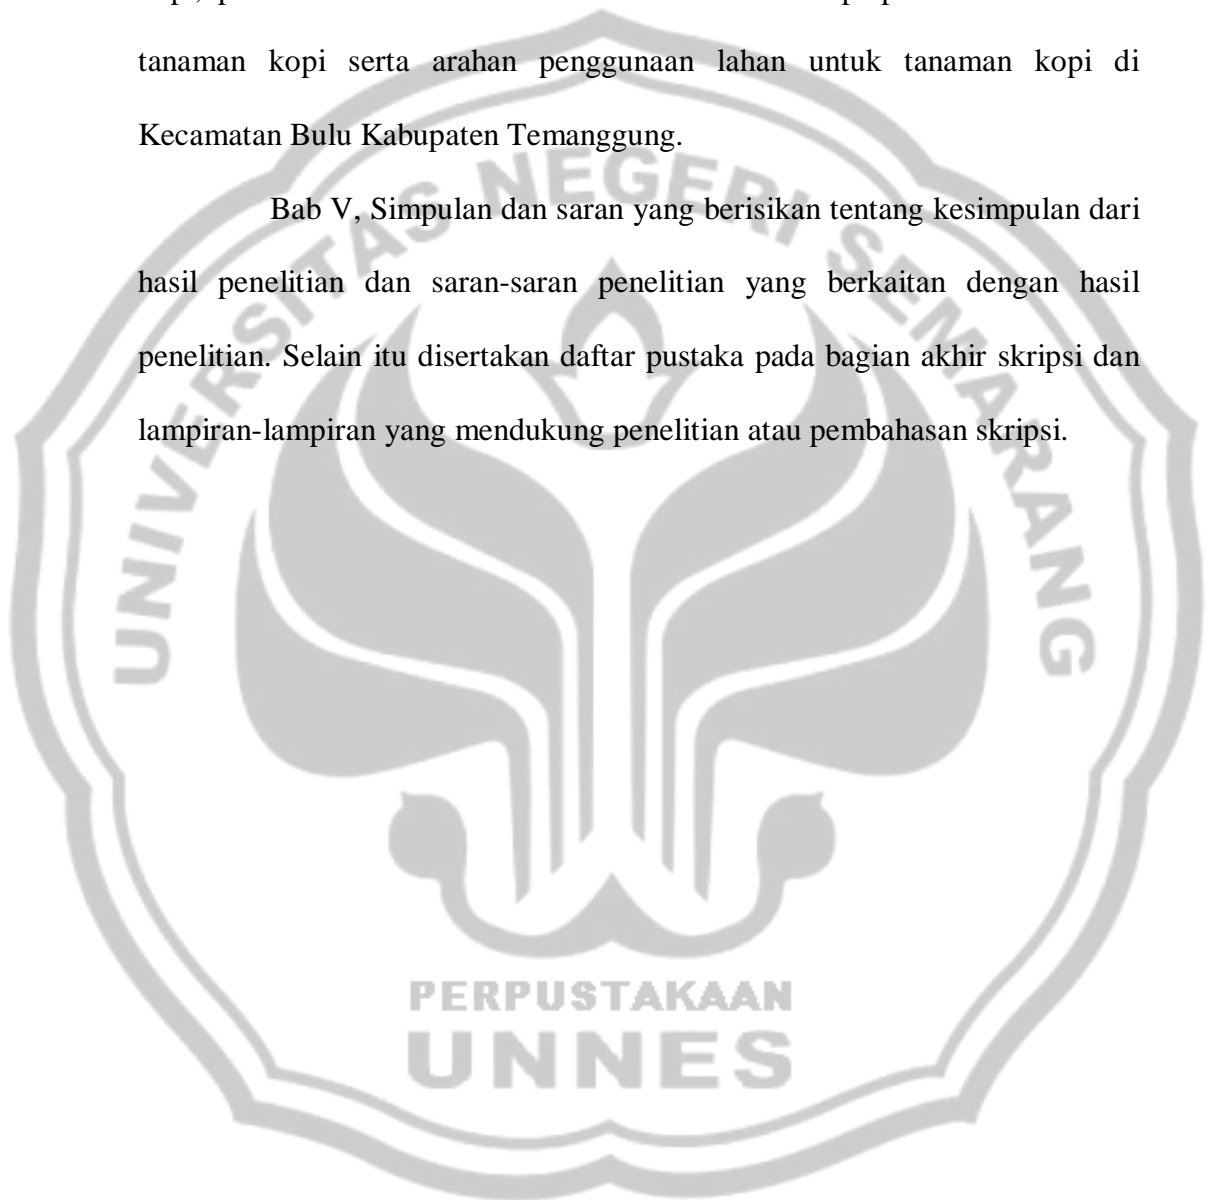 tanaman kopi serta arahan penggunaan lahan untuk tanaman kopi di
Kecamatan Bulu Kabupaten Temanggung.
Bab V, Simpulan dan saran yang berisikan tentang kesimpulan dari
hasil penelitian dan saran-saran penelitian yang berkaitan dengan hasil
penelitian. Selain itu disertakan daftar pustaka pada bagian akhir skripsi dan
lampiran-lampiran yang mendukung penelitian atau pembahasan skripsi.
UNIVERSITAS NEGERI SEMARANG
PERPUSTAKAAN
UNNES